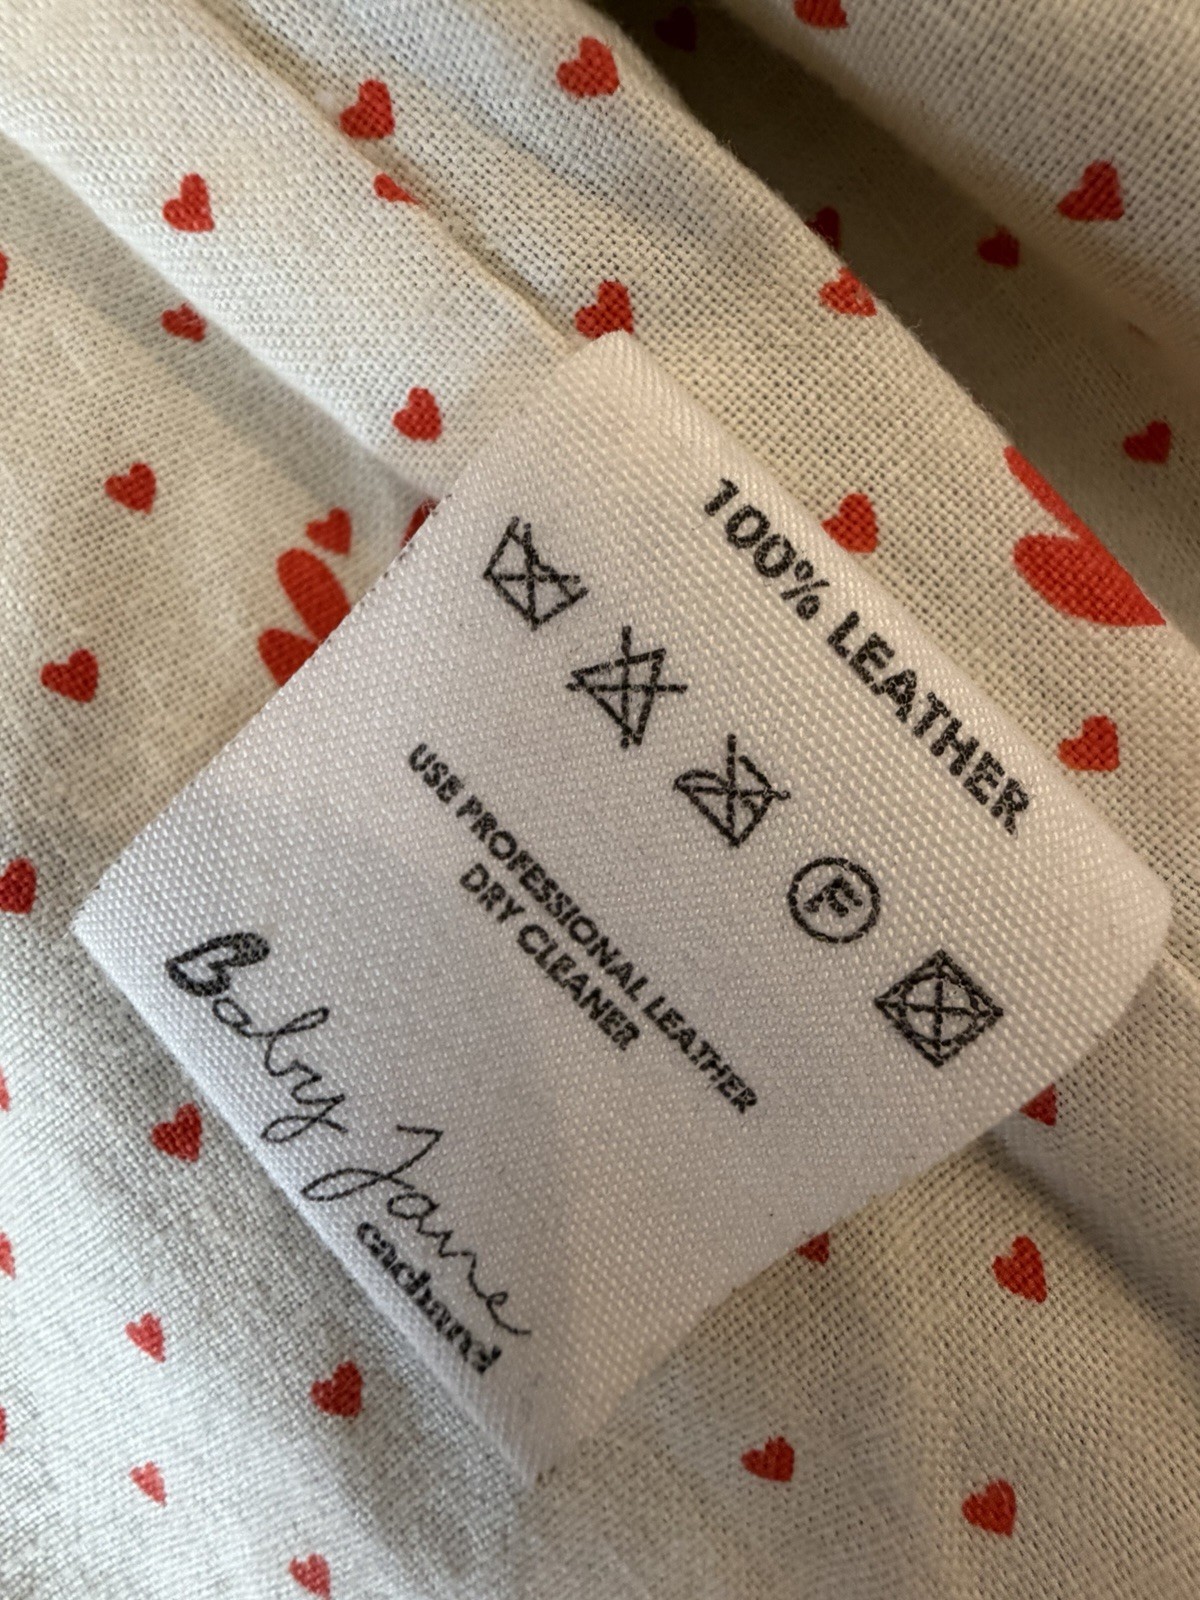 100% LEATHER
F
USE PROFESSIONAL LEATHER
DRY CLEANER
Baby Jane
cacharel